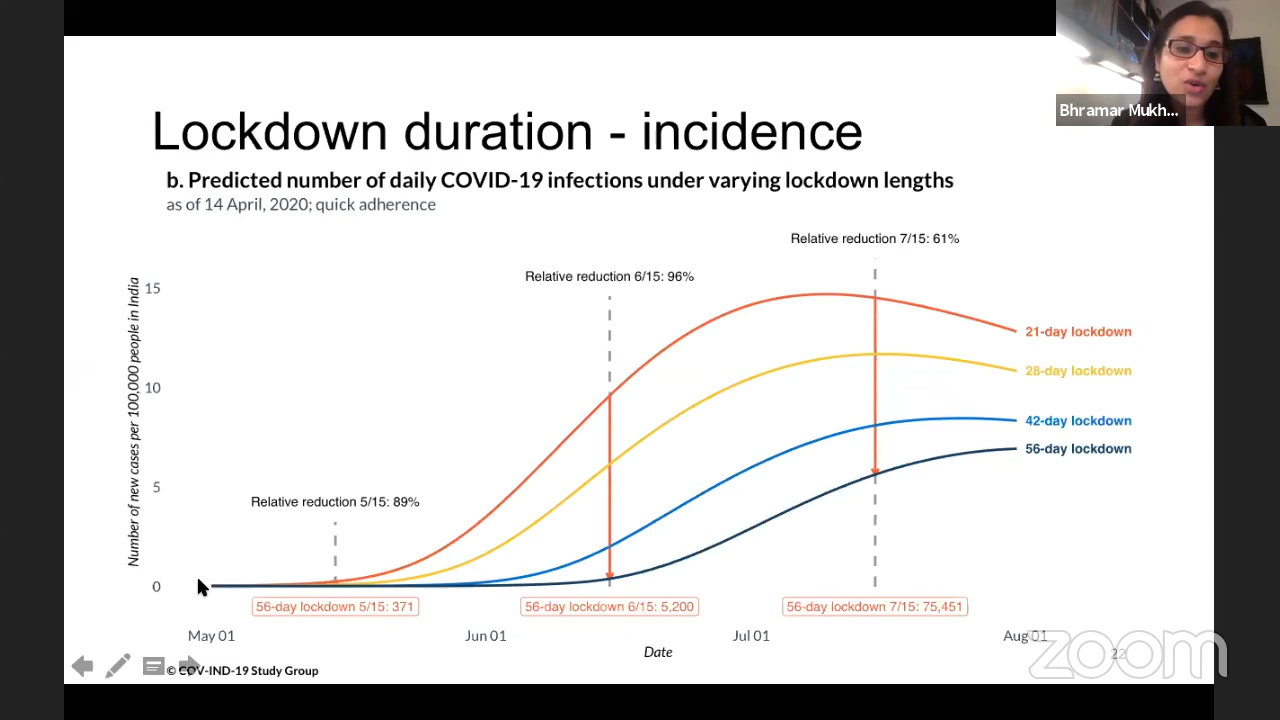 Bhramar Mukh...
Lockdown duration - incidence
b. Predicted number of daily COVID-19 infections under varying lockdown lengths
as of 14 April, 2020; quick adherence
Relative reduction 7/15: 61%
Relative reduction 6/15: 96%
Relative reduction 5/15: 89%
Number of new cases per 100,000 people in India
15
10
5
0
21-day lockdown
28-day lockdown
42-day lockdown
56-day lockdown
56-day lockdown 5/15: 371
56-day lockdown 6/15: 5,200
56-day lockdown 7/15: 75,451
May 01
Jun 01
Jul 01
Aug 01
Date
22
zoom
© COV-IND-19 Study Group